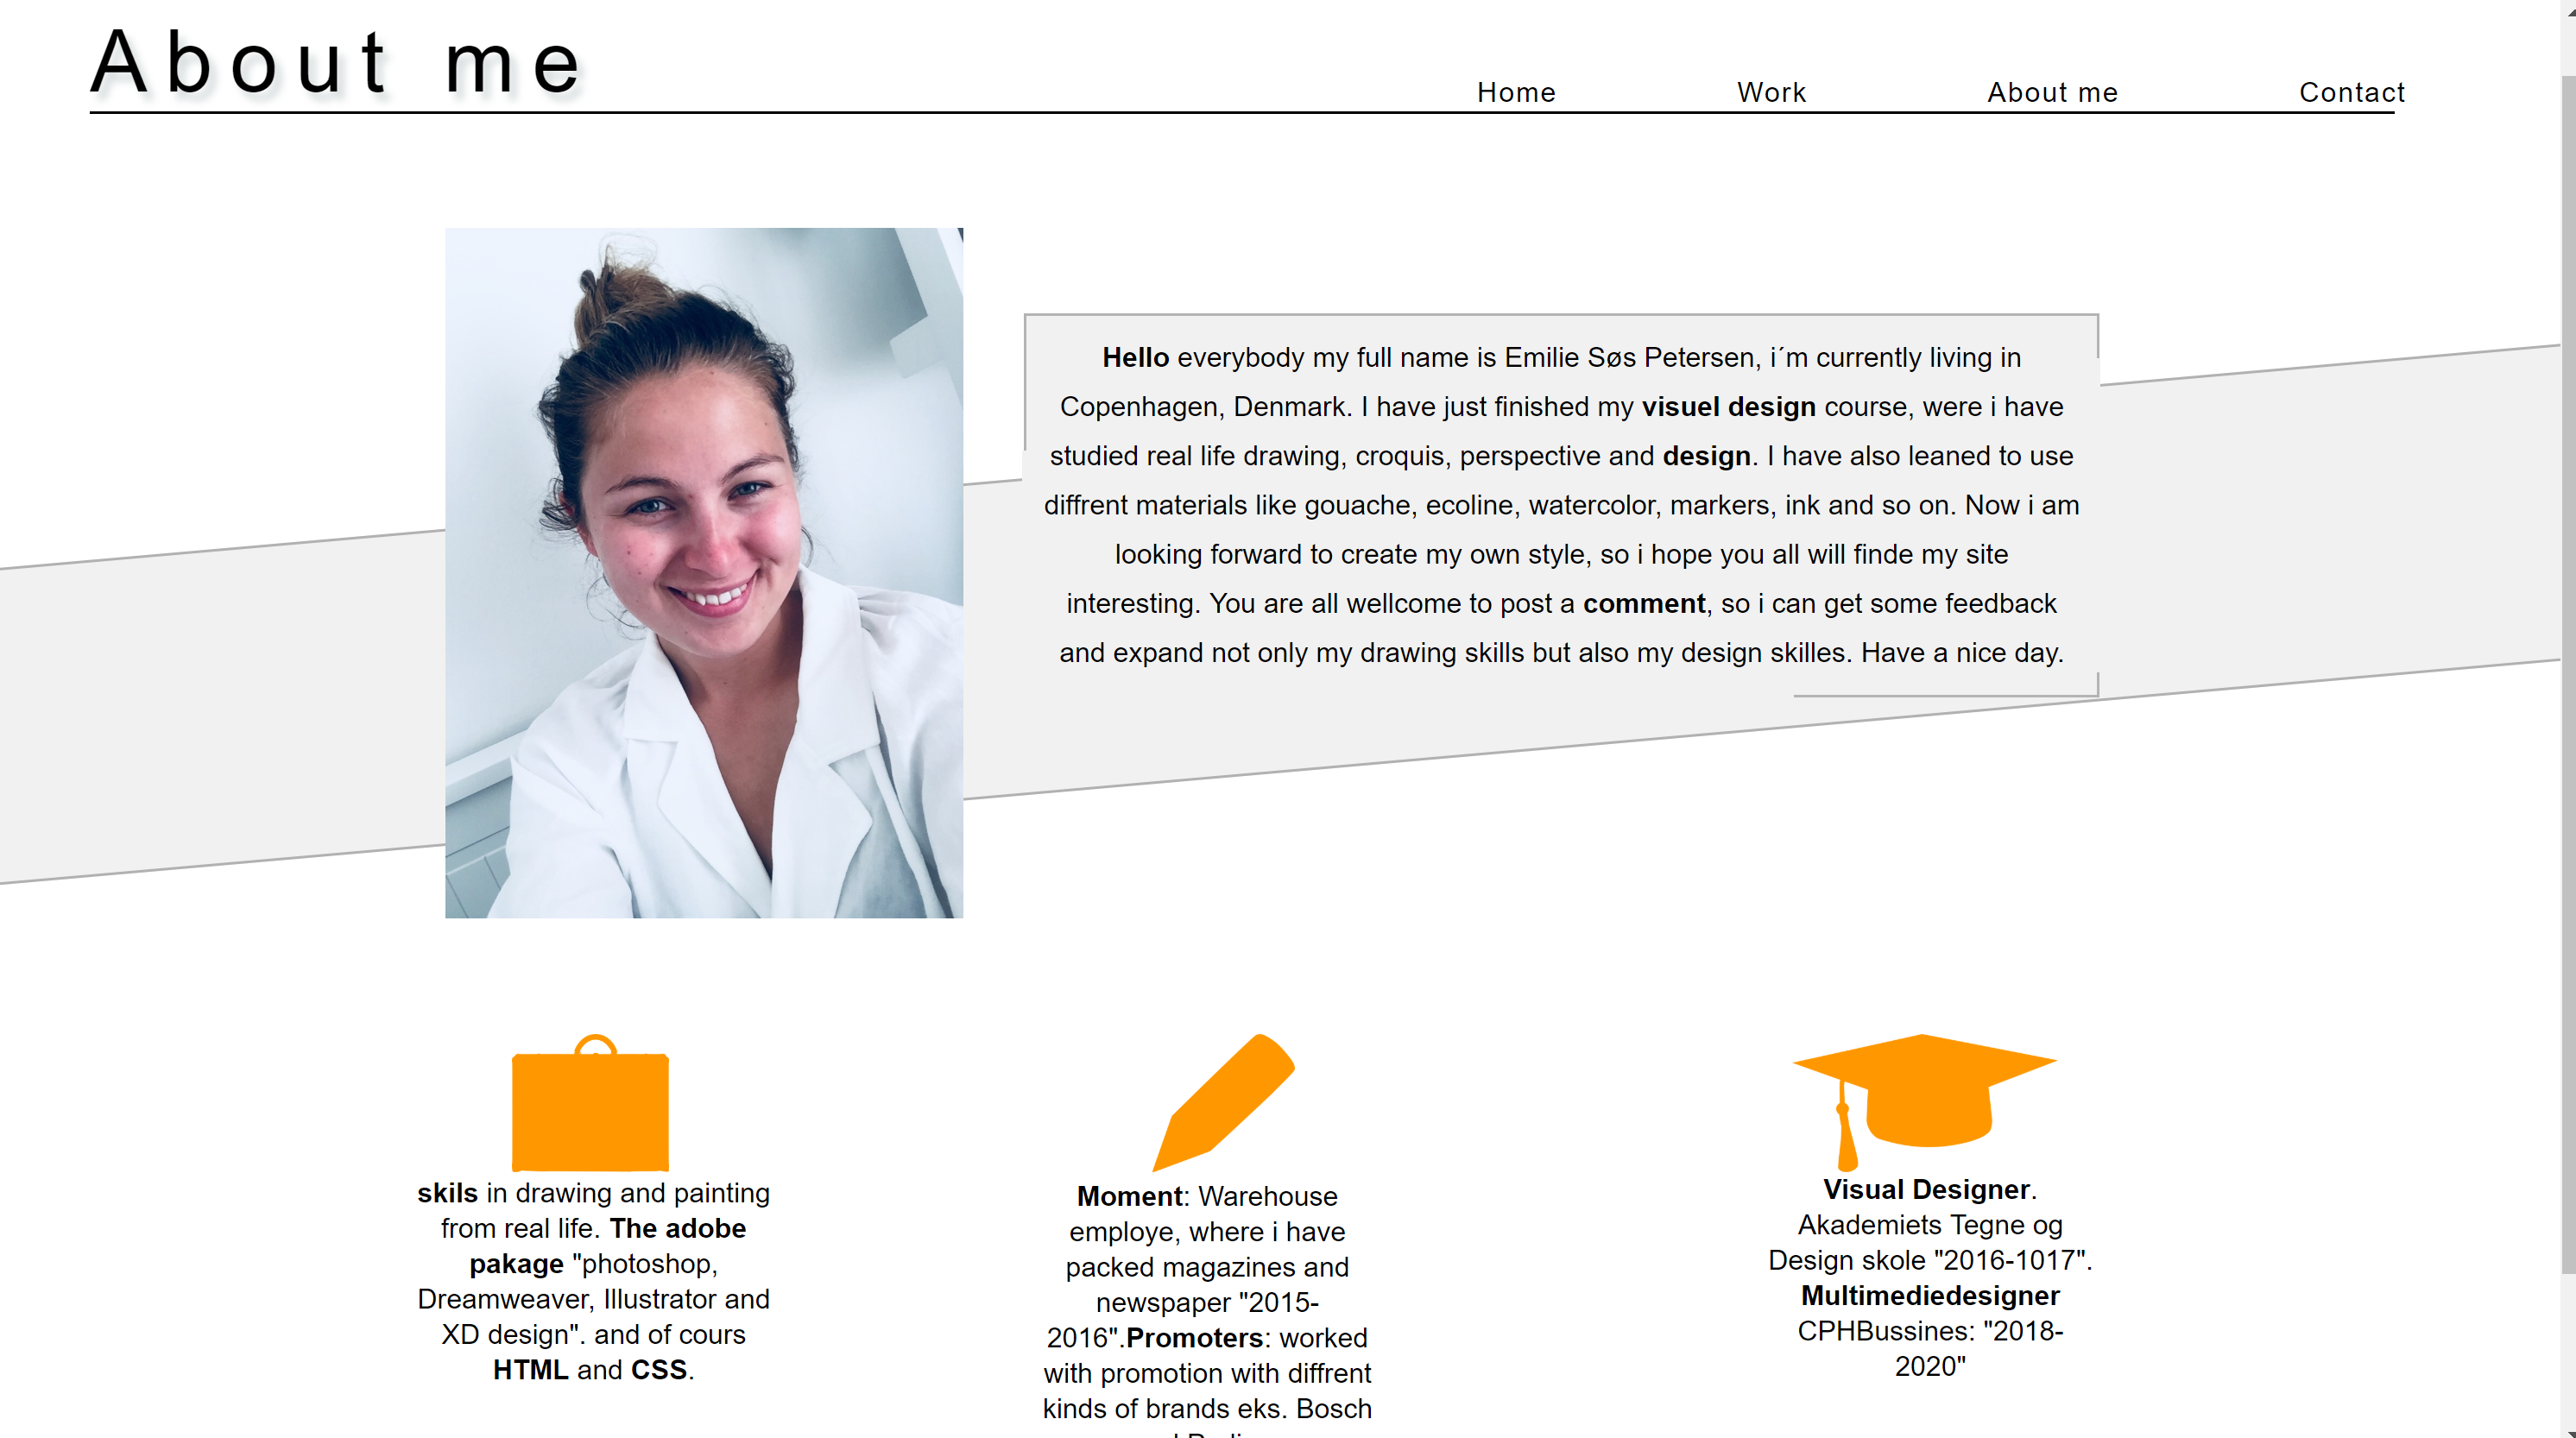 About me
Home Work About me Contact
Hello everybody my full name is Emilie Søs Petersen, i´m currently living in
Copenhagen, Denmark. I have just finished my visuel design course, were i have
studied real life drawing, croquis, perspective and design. I have also leaned to use
diffrent materials like gouache, ecoline, watercolor, markers, ink and so on. Now i am
looking forward to create my own style, so i hope you all will finde my site
interesting. You are all wellcome to post a comment, so i can get some feedback
and expand not only my drawing skills but also my design skilles. Have a nice day.
skils in drawing and painting
from real life. The adobe
pakage "photoshop,
Dreamweaver, Illustrator and
XD design". and of cours
HTML and CSS.
Moment: Warehouse
employe, where i have
packed magazines and
newspaper "2015-
2016".Promoters: worked
with promotion with diffrent
kinds of brands eks. Bosch
Visual Designer.
Akademiets Tegne og
Design skole "2016-1017".
Multimediedesigner
CPHBussines: "2018-
2020"